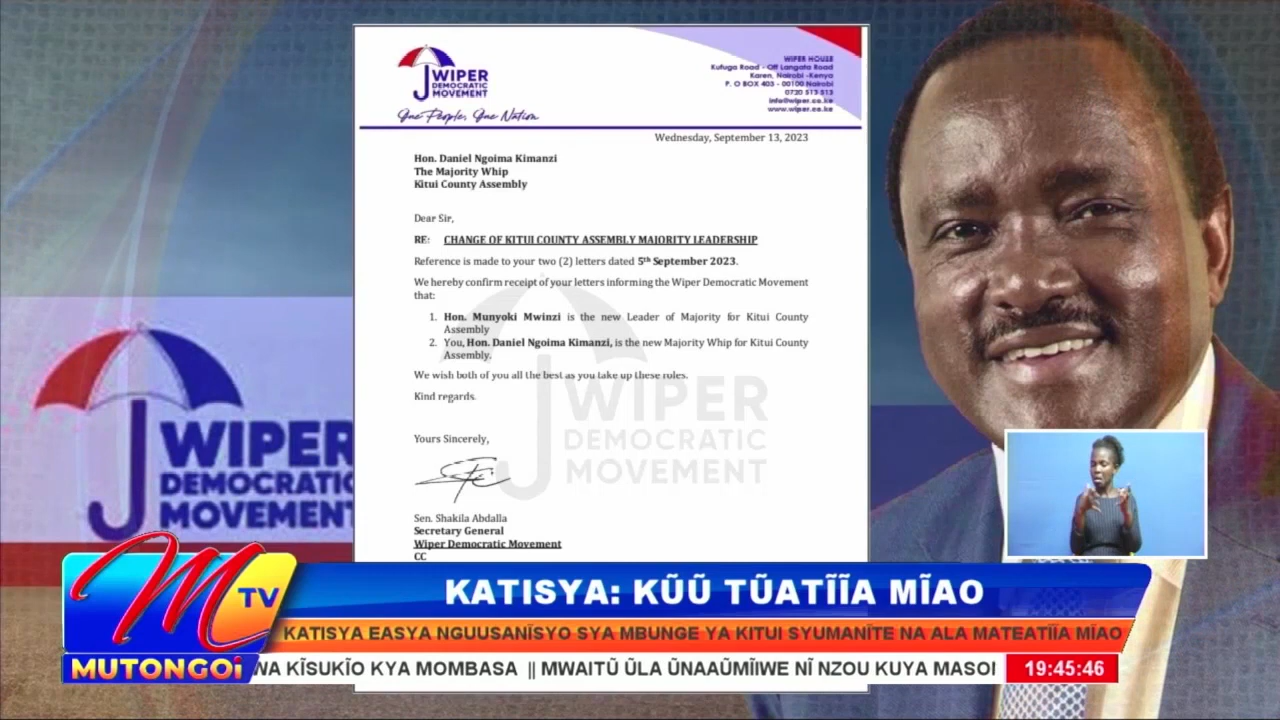 WIPER
DEMOCRATIC
MOVEMENT
One People, One Nation
WIPER HOUSE
Kufuga Road - Off Langata Road
Karen, Nairobi -Kenya
P. O BOX 403 - 00100 Nairobi
0720 513 513
info@wiper.co.ke
www.wiper.co.ke
Wednesday, September 13, 2023
Hon. Daniel Ngoima Kimanzi
The Majority Whip
Kitui County Assembly
Dear Sir,
RE: CHANGE OF KITUI COUNTY ASSEMBLY MAJORITY LEADERSHIP
Reference is made to your two (2) letters dated 5th September 2023.
We hereby confirm receipt of your letters informing the Wiper Democratic Movement
that:
1. Hon. Munyoki Mwinzi is the new Leader of Majority for Kitui County
Assembly
2. You, Hon. Daniel Ngoima Kimanzi, is the new Majority Whip for Kitui County
Assembly.
We wish both of you all the best as you take up these roles.
Kind regards.
Yours Sincerely,
Sen. Shakila Abdalla
Secretary General
Wiper Democratic Movement
CC
WIPER
DEMOCRATIC
MOVEMENT
WIPER
DEMOCRATIC
MOVEMENT
M TV
MUTONGOi
KATISYA: KŨŨ TŨATĨĨA MĨAO
KATISYA EASYA NGUUSANĨSYO SYA MBUNGE YA KITUI SYUMANĨTE NA ALA MATEATĨĨA MĨAO
WA KĨSUKĨO KYA MOMBASA || MWAITŨ ŨLA ŨNAAŨMĨIWE NĨ NZOU KUYA MASOI
19:45:46